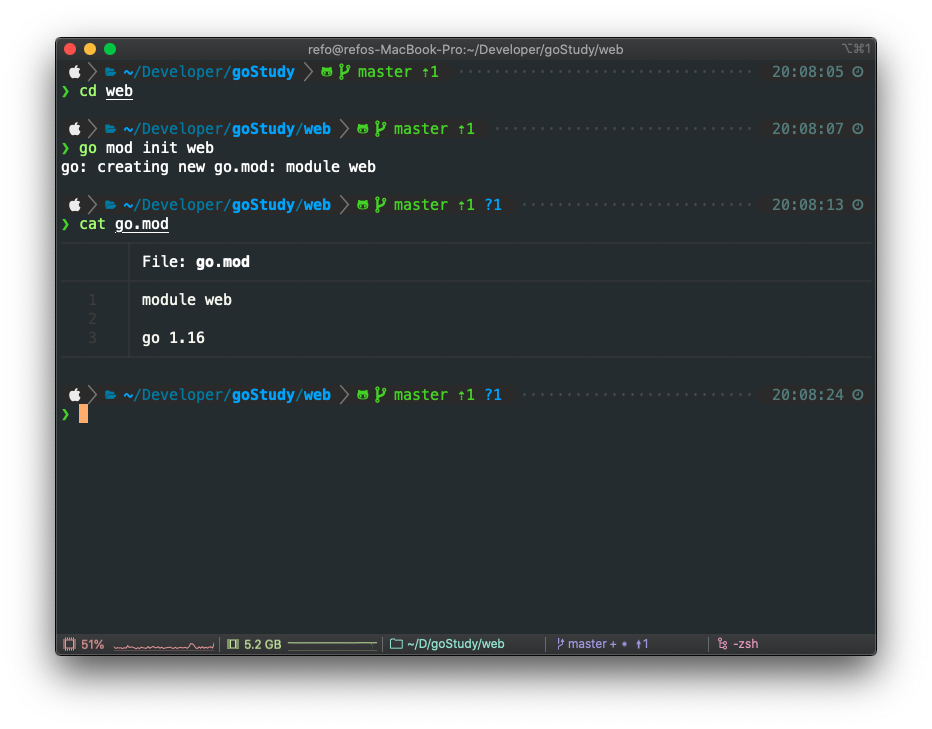 refo@refos-MacBook-Pro:~/Developer/goStudy/web ⌥⌘1
~/Developer/goStudy master ↑1 20:08:05
❯ cd web
~/Developer/goStudy/web master ↑1 20:08:07
❯ go mod init web
go: creating new go.mod: module web
~/Developer/goStudy/web master ↑1 ?1 20:08:13
❯ cat go.mod
File: go.mod
1 module web
2
3 go 1.16
~/Developer/goStudy/web master ↑1 ?1 20:08:24
❯
51% 5.2 GB ~/D/goStudy/web master + • ↑1 -zsh